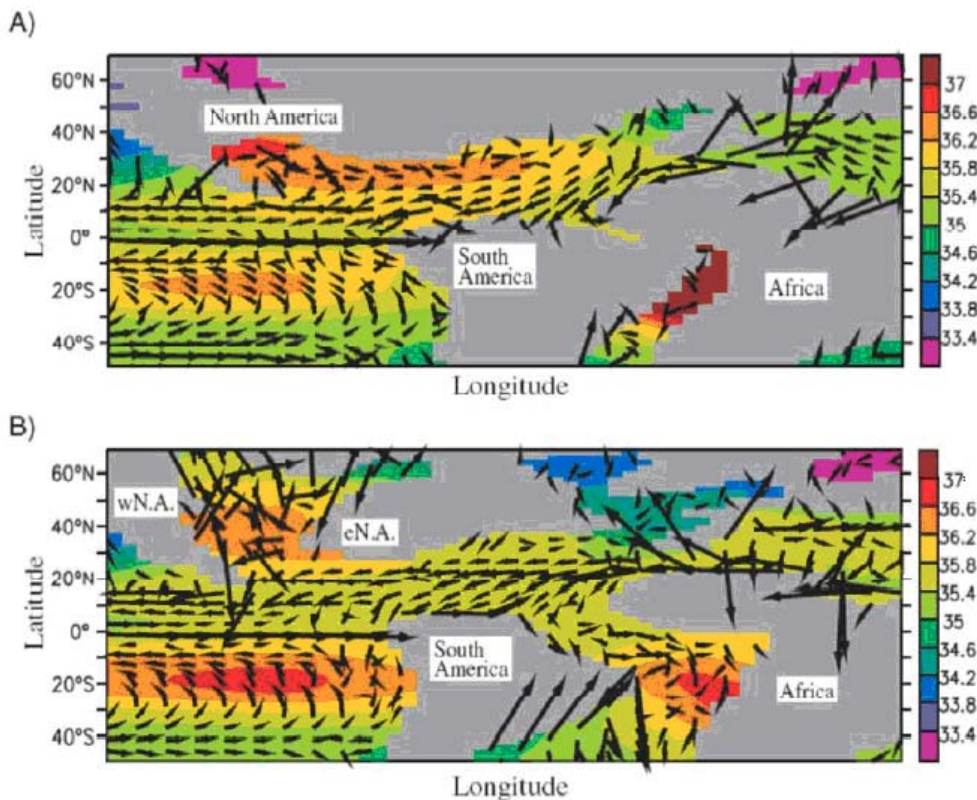 A)
60°N
40°N
20°N
0°
20°S
40°S
Latitude
North America
South
America
Africa
Longitude
37
36.6
36.2
35.8
35.4
35
34.6
34.2
33.8
33.4
B)
60°N
40°N
20°N
0°
20°S
40°S
Latitude
wN.A.
eN.A.
South
America
Africa
Longitude
37
36.6
36.2
35.8
35.4
35
34.6
34.2
33.8
33.4